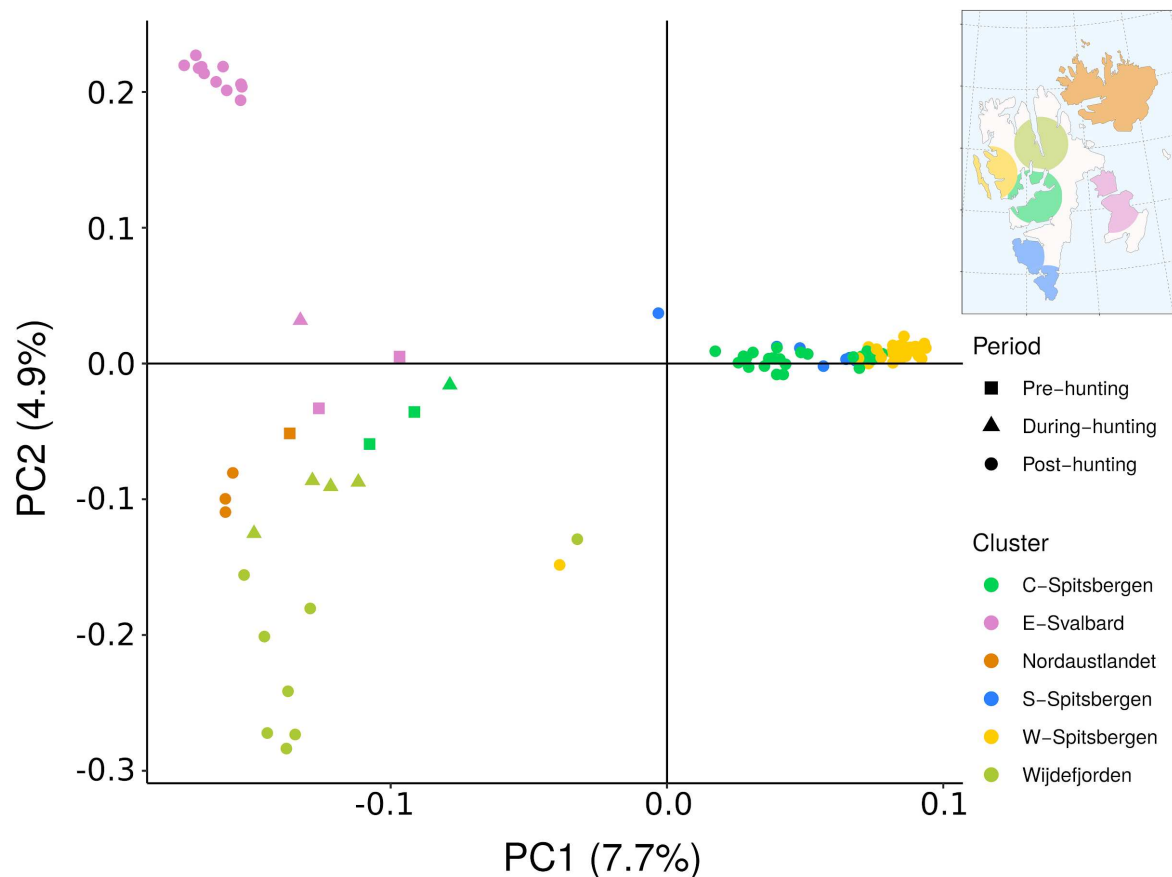 0.2
0.1
0.0
-0.1
-0.2
-0.3
PC2 (4.9%)
-0.1
0.0
0.1
PC1 (7.7%)
Period
Pre−hunting
During−hunting
Post−hunting
Cluster
C−Spitsbergen
E−Svalbard
Nordaustlandet
S−Spitsbergen
W−Spitsbergen
Wijdefjorden